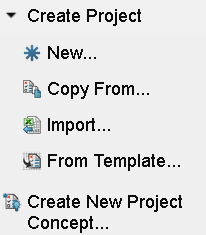 Create Project
New...
Copy From...
Import...
From Template...
Create New Project
Concept...